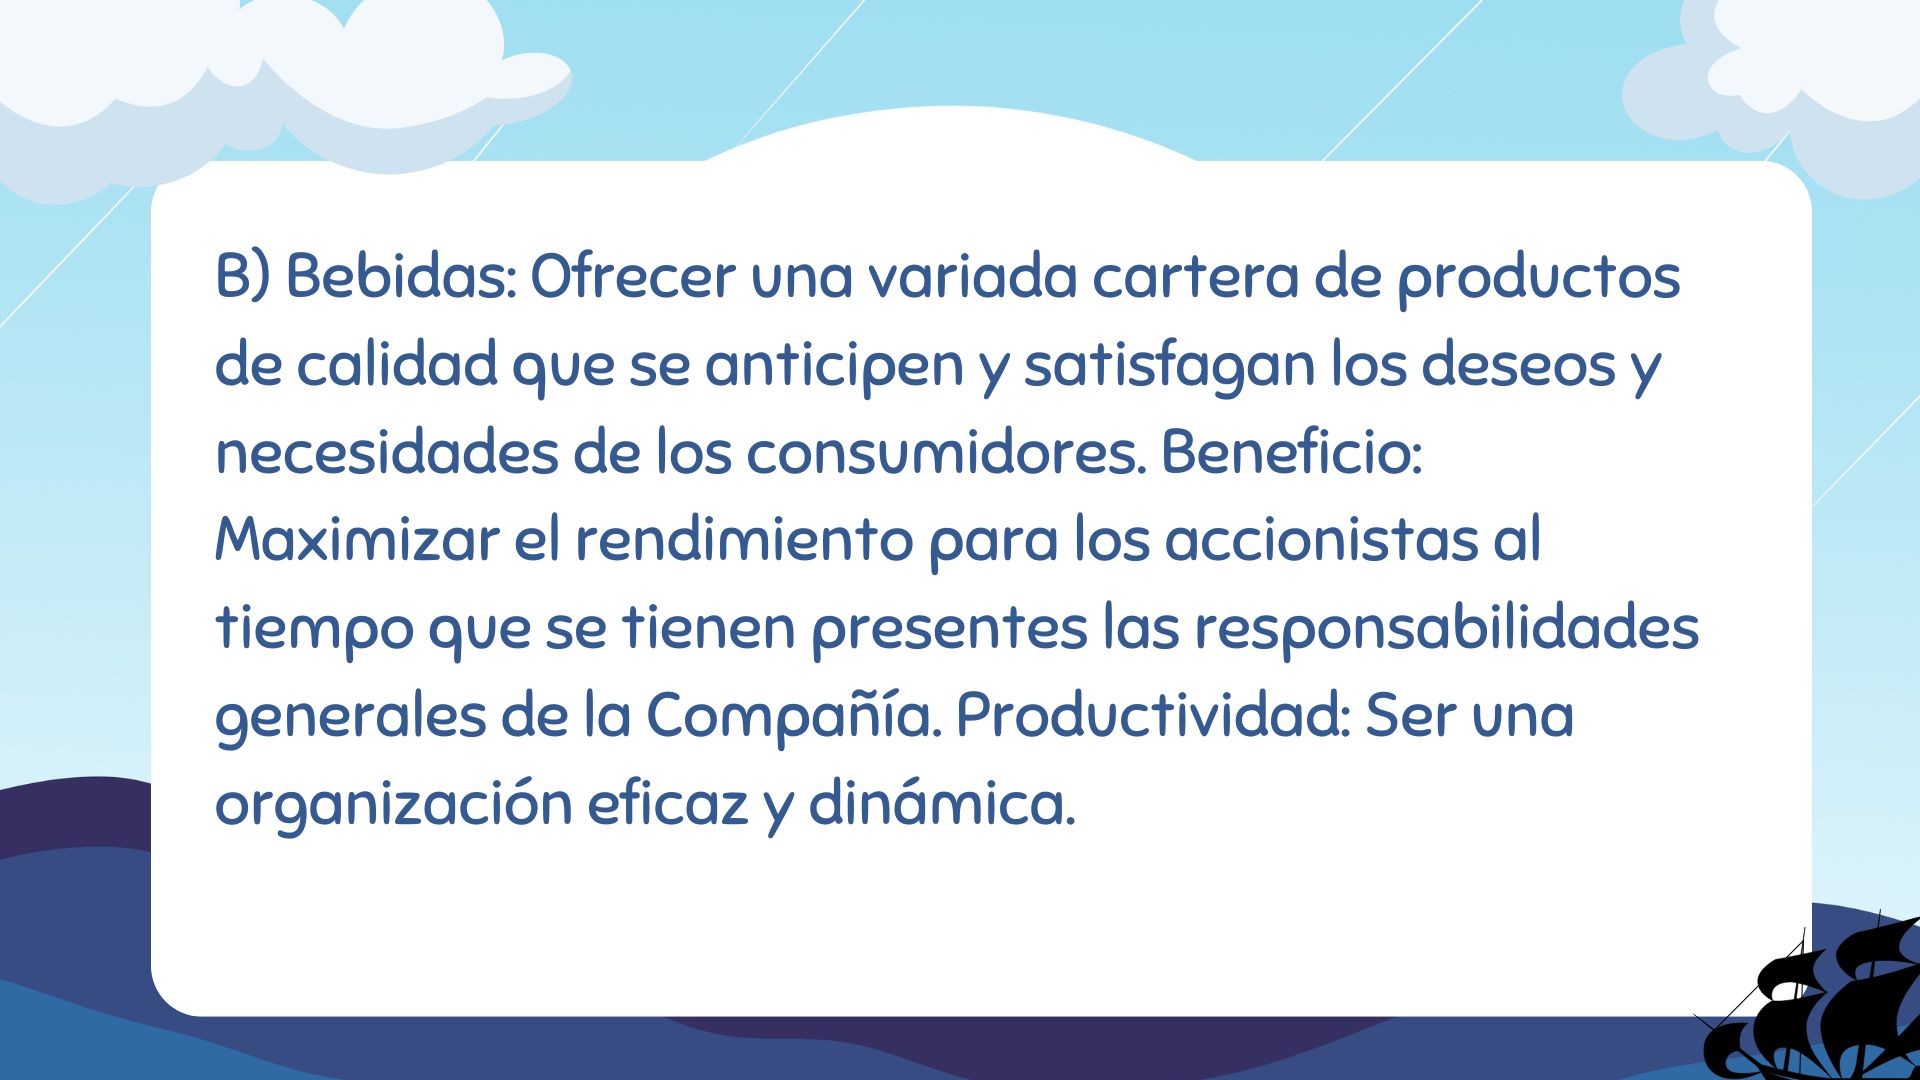 B) Bebidas: Ofrecer una variada cartera de productos
de calidad que se anticipen y satisfagan los deseos y
necesidades de los consumidores. Beneficio:
Maximizar el rendimiento para los accionistas al
tiempo que se tienen presentes las responsabilidades
generales de la Compañía. Productividad: Ser una
organización eficaz y dinámica.